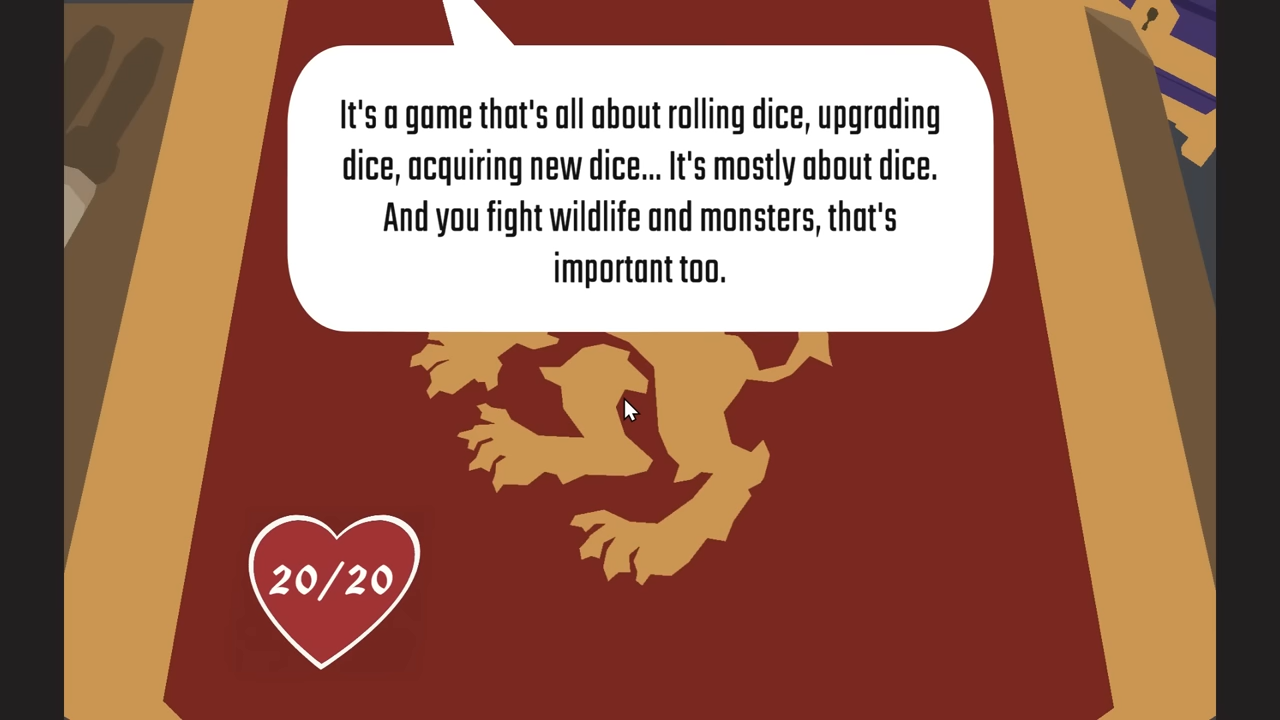 It's a game that's all about rolling dice, upgrading
dice, acquiring new dice... It's mostly about dice.
And you fight wildlife and monsters, that's
important too.
20/20